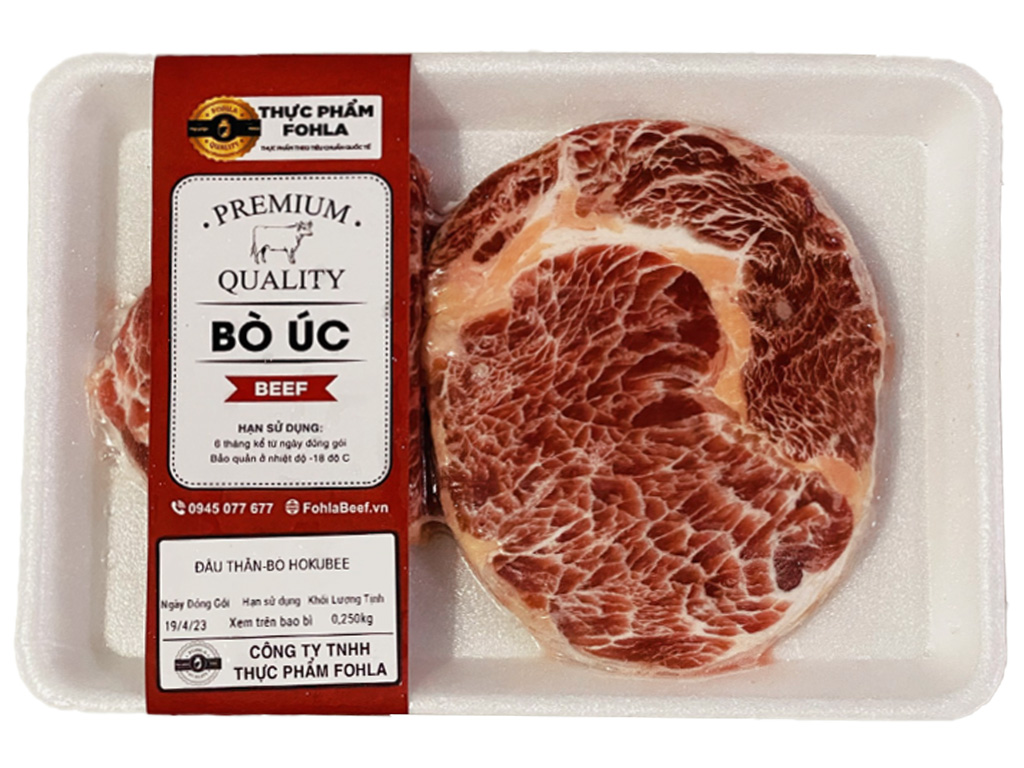 FOHLA
QUALITY
THỰC PHẨM
FOHLA
THỰC PHẨM THEO TIÊU CHUẨN QUỐC TẾ
PREMIUM
QUALITY
BÒ ÚC
BEEF
HẠN SỬ DỤNG:
6 tháng kể từ ngày đóng gói
Bảo quản ở nhiệt độ -18 độ C
0945 077 677 FohlaBeef.vn
ĐẦU THĂN-BÒ HOKUBEE
Ngày Đóng Gói Hạn sử dụng Khối Lượng Tịnh
19/4/23 Xem trên bao bì 0,250kg
CÔNG TY TNHH
THỰC PHẨM FOHLA